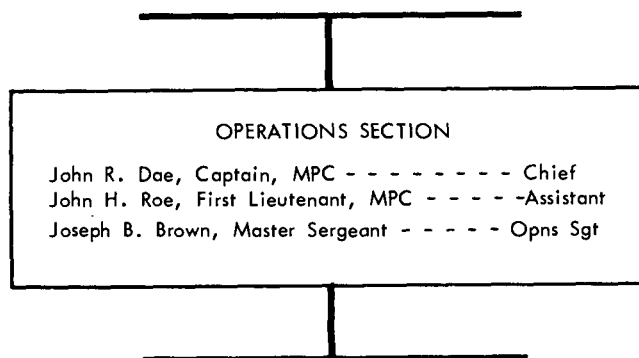 OPERATIONS SECTION
John R. Dae, Captain, MPC - - - - - - - - Chief
John H. Roe, First Lieutenant, MPC - - - - -Assistant
Joseph B. Brown, Master Sergeant - - - - - Opns Sgt